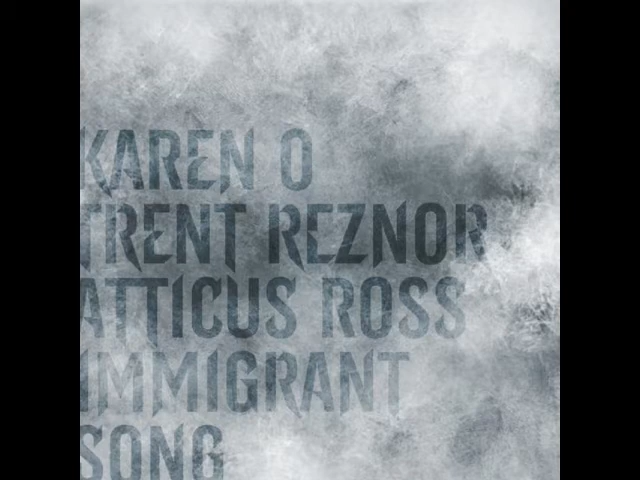 KAREN O
TRENT REZNOR
ATTICUS ROSS
IMMIGRANT
SONG